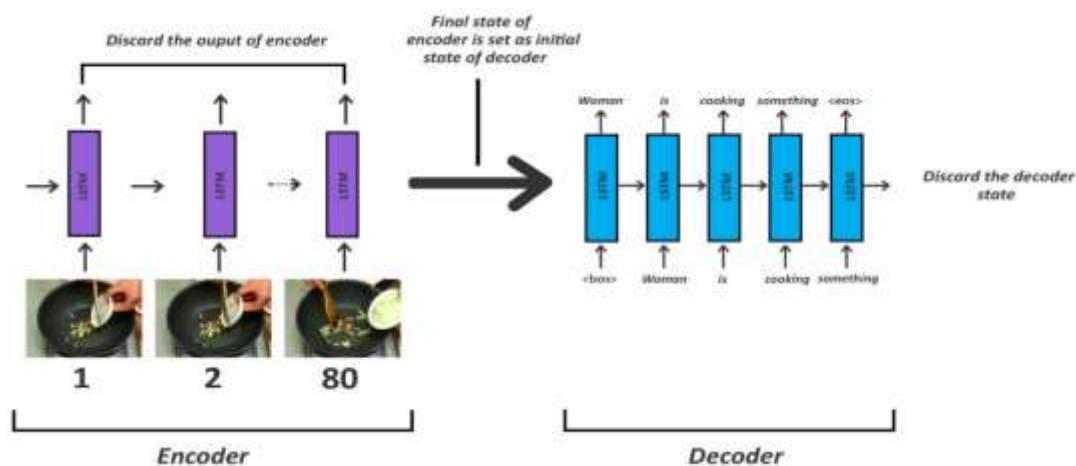 Discard the ouput of encoder
Final state of
encoder is set as initial
state of decoder
Woman is cooking something <eos>
LSTM LSTM LSTM
LSTM LSTM LSTM LSTM LSTM
Discard the decoder
state
<bos> Woman is cooking something
1 2 80
Encoder Decoder